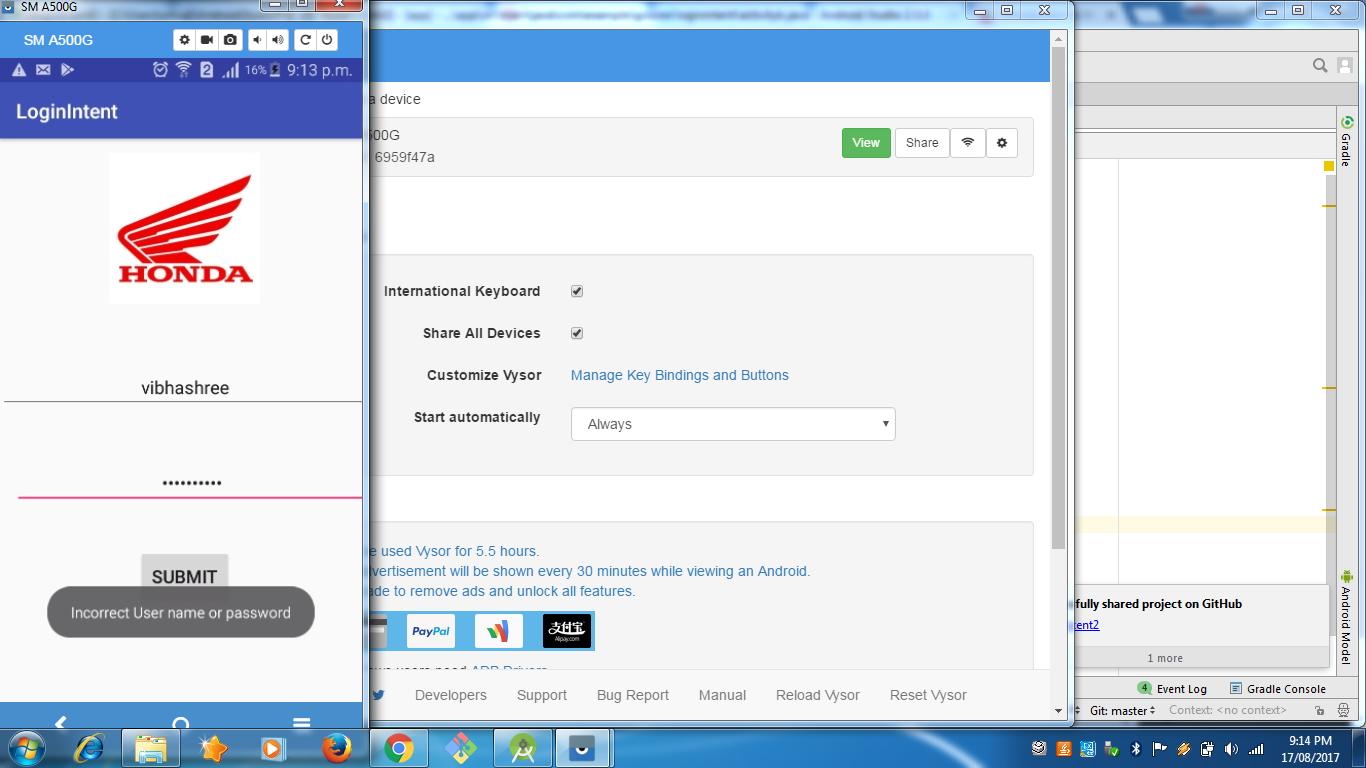 SM A500G
SM A500G
2
16%
9:13 p.m.
LoginIntent
HONDA
vibhashree
••••••••••
SUBMIT
Incorrect User name or password
a device
500G
6959f47a
View
Share
International Keyboard
Share All Devices
Customize Vysor
Manage Key Bindings and Buttons
Start automatically
Always
e used Vysor for 5.5 hours.
vertisement will be shown every 30 minutes while viewing an Android.
ade to remove ads and unlock all features.
PayPal
支付宝
Alipay.com
users need ADB Drivers
Developers
Support
Bug Report
Manual
Reload Vysor
Reset Vysor
Gradle
Android Model
fully shared project on GitHub
ent2
1 more
4 Event Log
Gradle Console
Git: master
Context: <no context>
9:14 PM
17/08/2017